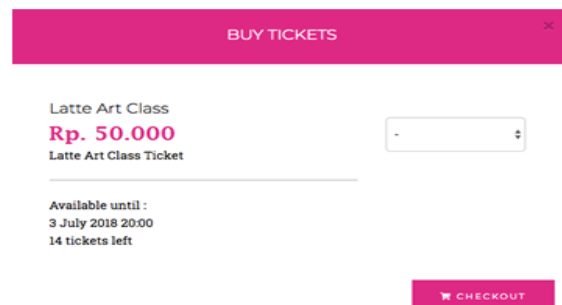 BUY TICKETS
×
Latte Art Class
Rp. 50.000
Latte Art Class Ticket
-
Available until :
3 July 2018 20:00
14 tickets left
CHECKOUT